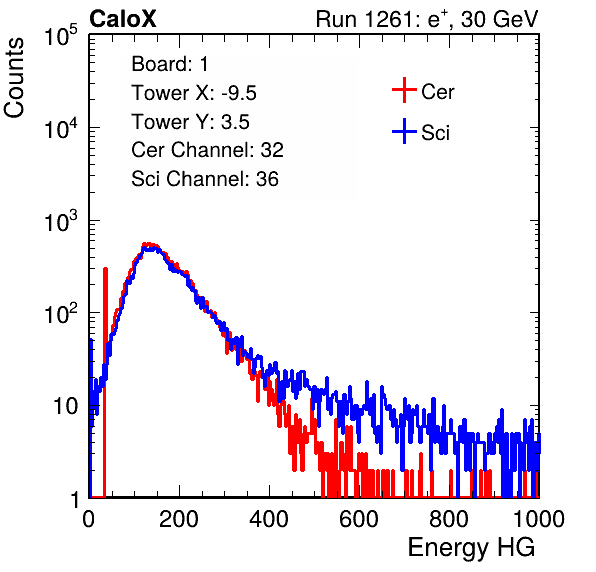 CaloX Run 1261: e⁺, 30 GeV
Counts
Board: 1
Tower X: -9.5
Tower Y: 3.5
Cer Channel: 32
Sci Channel: 36
Cer
Sci
10⁵
10⁴
10³
10²
10
1
0 200 400 600 800 1000
Energy HG